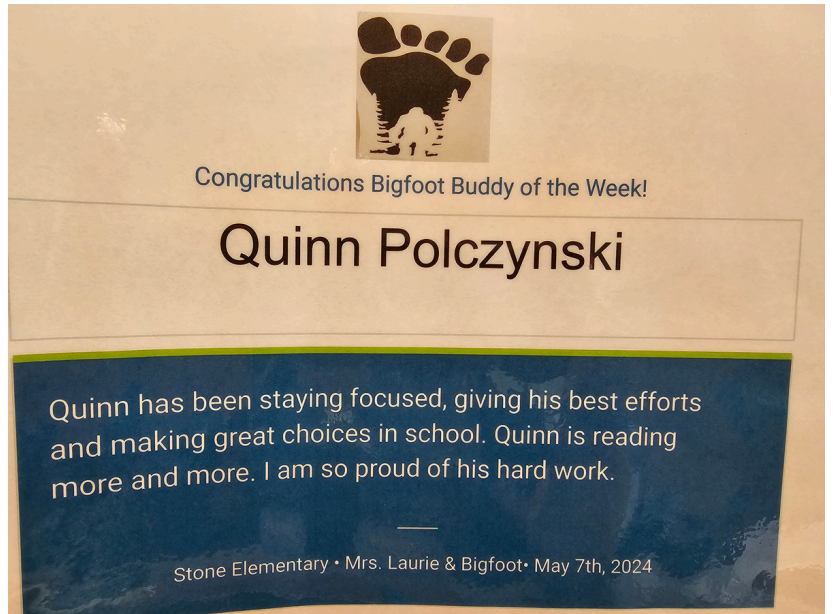 Congratulations Bigfoot Buddy of the Week!
Quinn Polczynski
Quinn has been staying focused, giving his best efforts
and making great choices in school. Quinn is reading
more and more. I am so proud of his hard work.
Stone Elementary • Mrs. Laurie & Bigfoot• May 7th, 2024